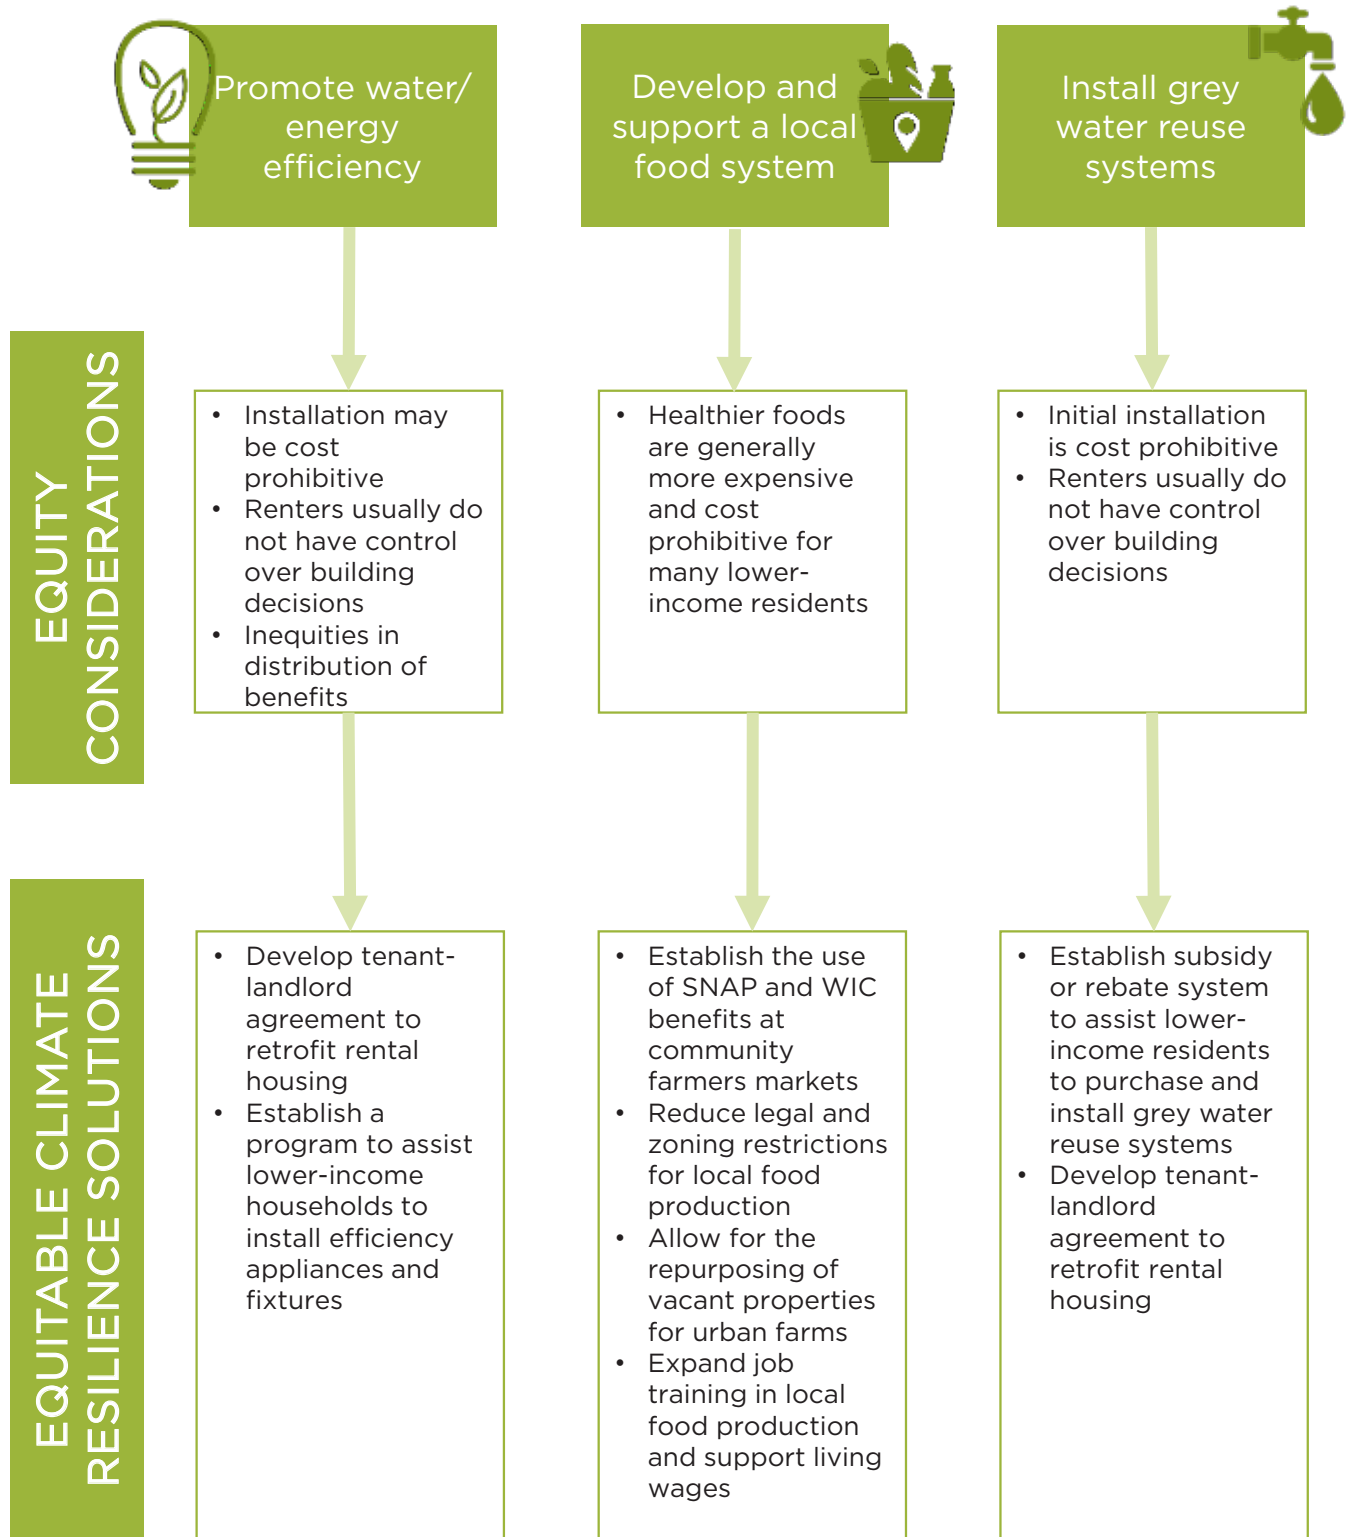 Promote water/
energy
efficiency
Develop and
support a local
food system
Install grey
water reuse
systems
EQUITY
CONSIDERATIONS
• Installation may
be cost
prohibitive
• Renters usually do
not have control
over building
decisions
• Inequities in
distribution of
benefits
• Healthier foods
are generally
more expensive
and cost
prohibitive for
many lower-
income residents
• Initial installation
is cost prohibitive
• Renters usually do
not have control
over building
decisions
EQUITABLE CLIMATE
RESILIENCE SOLUTIONS
• Develop tenant-
landlord
agreement to
retrofit rental
housing
• Establish a
program to assist
lower-income
households to
install efficiency
appliances and
fixtures
• Establish the use
of SNAP and WIC
benefits at
community
farmers markets
• Reduce legal and
zoning restrictions
for local food
production
• Allow for the
repurposing of
vacant properties
for urban farms
• Expand job
training in local
food production
and support living
wages
• Establish subsidy
or rebate system
to assist lower-
income residents
to purchase and
install grey water
reuse systems
• Develop tenant-
landlord
agreement to
retrofit rental
housing